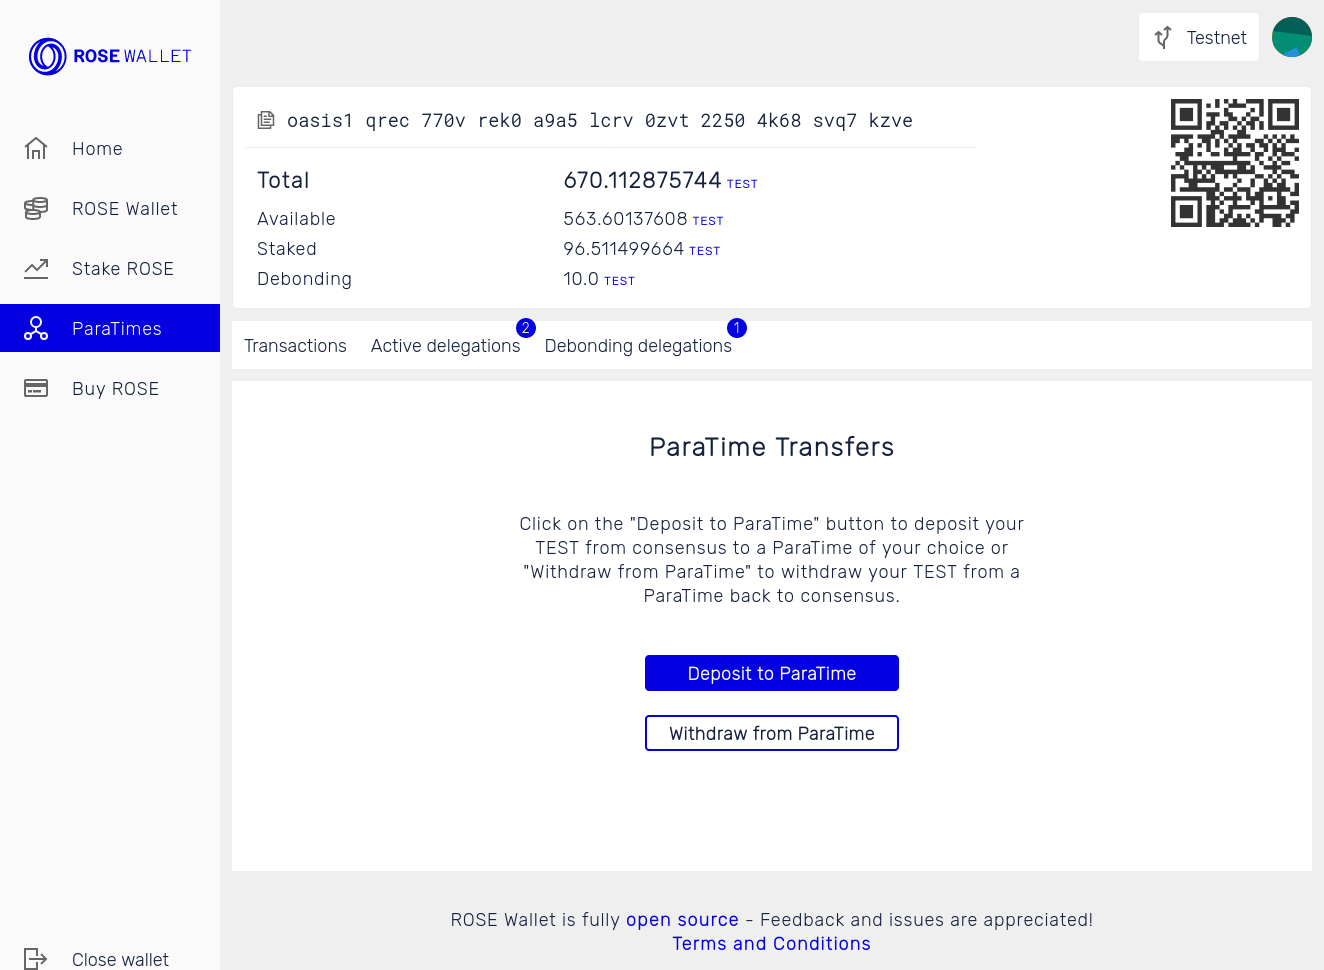 ROSE WALLET
Testnet
Home
ROSE Wallet
Stake ROSE
ParaTimes
Buy ROSE
Close wallet
oasis1 qrec 770v rek0 a9a5 lcrv 0zvt 2250 4k68 svq7 kzve
Total 670.112875744 TEST
Available 563.60137608 TEST
Staked 96.511499664 TEST
Debonding 10.0 TEST
Transactions Active delegations 2 Debonding delegations 1
ParaTime Transfers
Click on the "Deposit to ParaTime" button to deposit your
TEST from consensus to a ParaTime of your choice or
"Withdraw from ParaTime" to withdraw your TEST from a
ParaTime back to consensus.
Deposit to ParaTime
Withdraw from ParaTime
ROSE Wallet is fully open source - Feedback and issues are appreciated!
Terms and Conditions